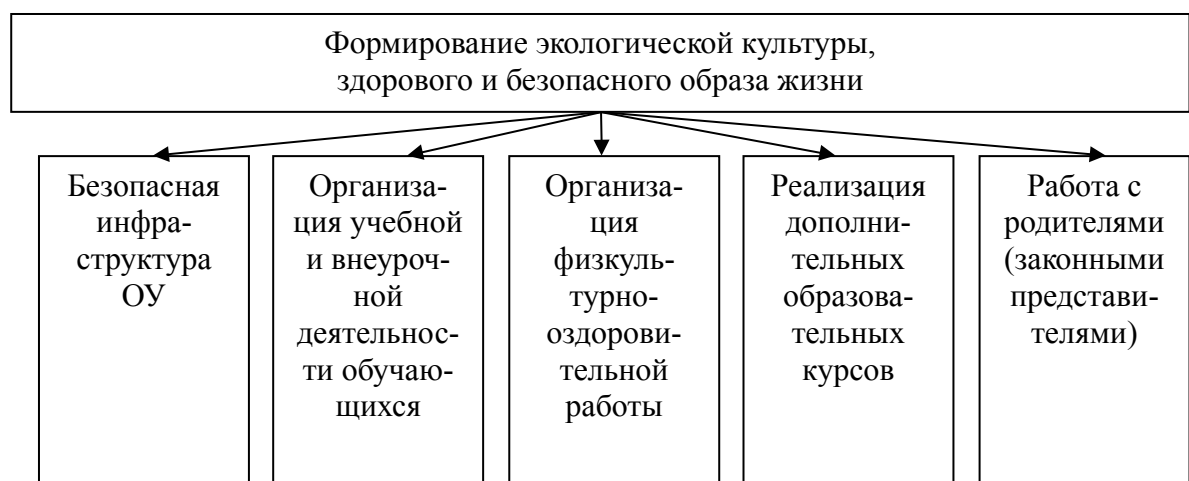 Формирование экологической культуры,
здорового и безопасного образа жизни
Безопасная
инфра-
структура
ОУ
Организа-
ция учебной
и внеуроч-
ной
деятельнос-
ти обучаю-
щихся
Организа-
ция
физкуль-
турно-
оздорови-
тельной
работы
Реализация
дополни-
тельных
образова-
тельных
курсов
Работа с
родителями
(законными
представи-
телями)